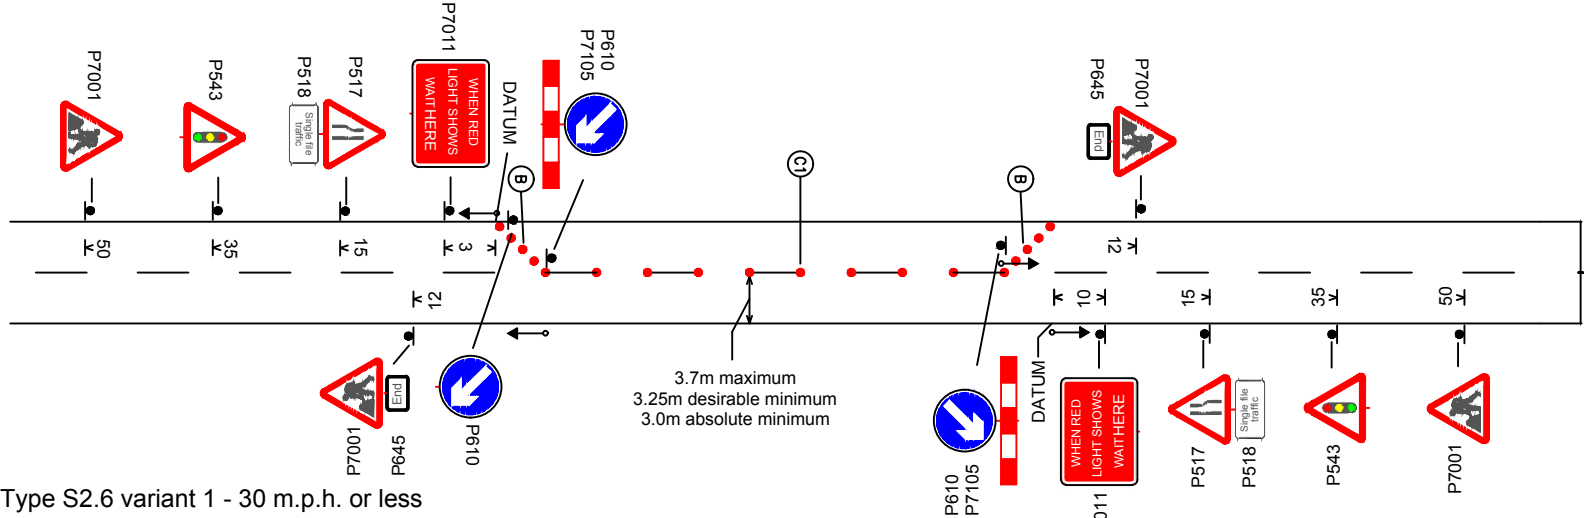 P7001
P543
P518
P517
Single file
traffic
P7011
WHEN RED
LIGHT SHOWS
WAIT HERE
DATUM
P610
P7105
B
C1
B
P645
P7001
End
50
35
15
3
12
12
10
15
35
50
P7001
P645
End
P610
3.7m maximum
3.25m desirable minimum
3.0m absolute minimum
P610
P7105
DATUM
WHEN RED
LIGHT SHOWS
WAIT HERE
011
P517
P518
Single file
traffic
P543
P7001
Type S2.6 variant 1 - 30 m.p.h. or less